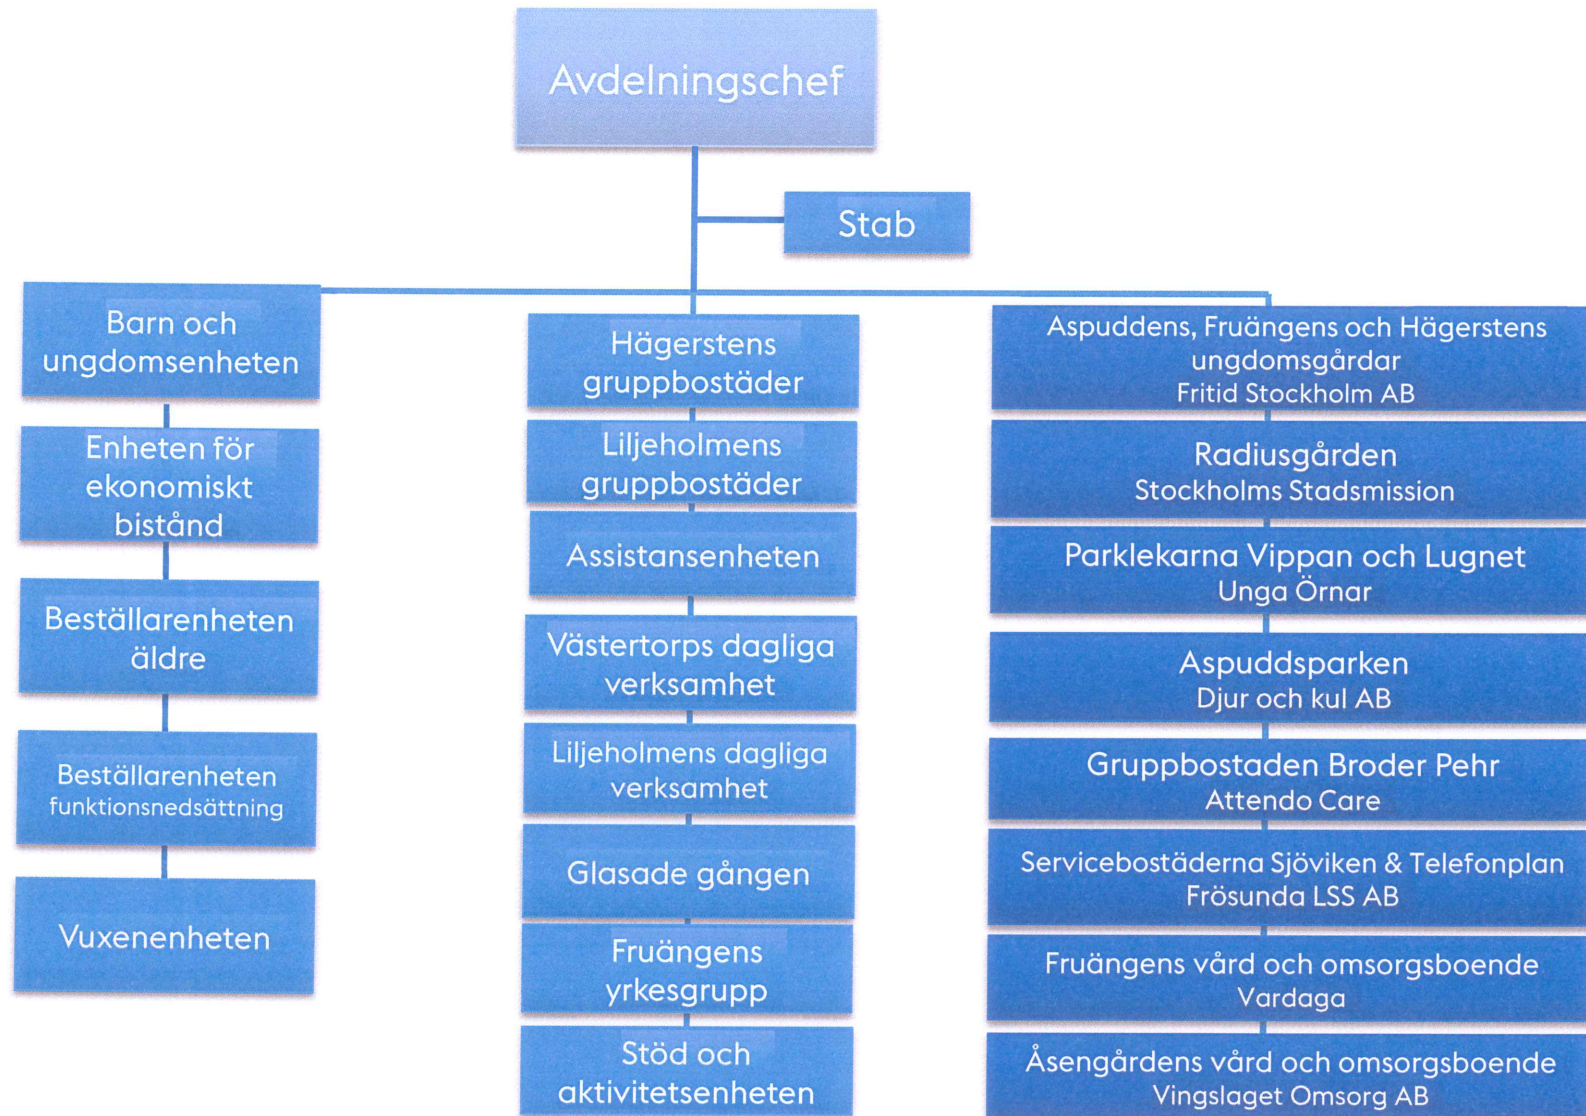 Avdelningschef
Stab
Barn och
ungdomsenheten
Enheten för
ekonomiskt
bistånd
Beställarenheten
äldre
Beställarenheten
funktionsnedsättning
Vuxenenheten
Hägerstens
gruppbostäder
Liljeholmens
gruppbostäder
Assistansenheten
Västertorps dagliga
verksamhet
Liljeholmens dagliga
verksamhet
Glasade gången
Fruängens
yrkesgrupp
Stöd och
aktivitetsenheten
Aspuddens, Fruängens och Hägerstens
ungdomsgårdar
Fritid Stockholm AB
Radiusgården
Stockholms Stadsmission
Parklekarna Vippan och Lugnet
Unga Örnar
Aspuddsparken
Djur och kul AB
Gruppbostaden Broder Pehr
Attendo Care
Servicebostäderna Sjöviken & Telefonplan
Frösunda LSS AB
Fruängens vård och omsorgsboende
Vardaga
Åsengårdens vård och omsorgsboende
Vingslaget Omsorg AB